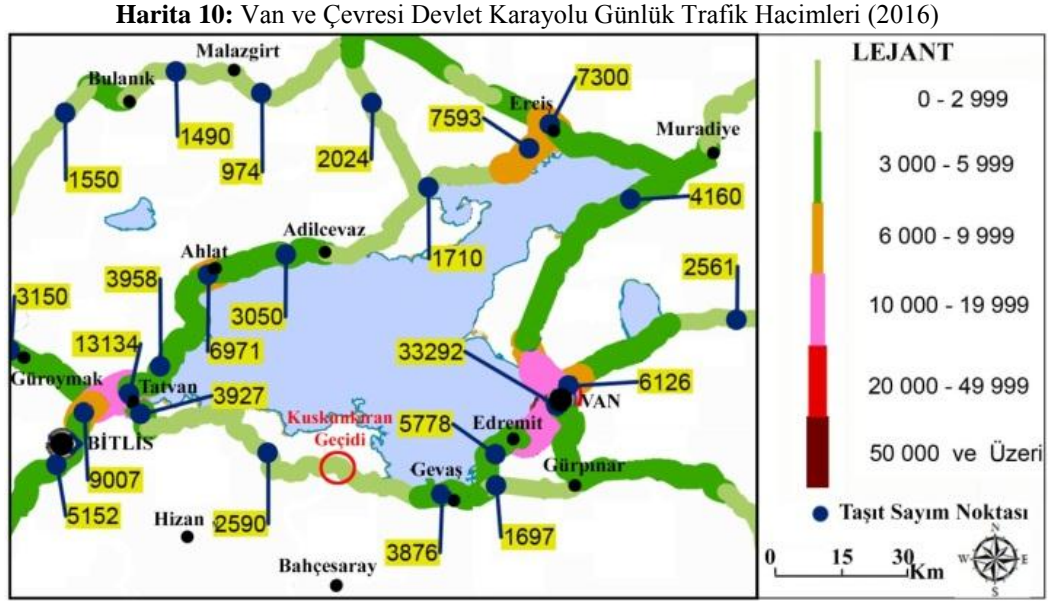 Harita 10: Van ve Çevresi Devlet Karayolu Günlük Trafik Hacimleri (2016)
Malazgirt
Bulanık
1490
1550
974
2024
7300
Erciş
7593
Muradiye
4160
1710
2561
Adilcevaz
Ahlat
3958
3050
6971
3150
13134
Güroymak
Tatvan
3927
33292
6126
VAN
Kuskunkıran
Geçidi
5778
Edremit
BİTLİS
9007
5152
Gevaş
Gürpınar
Hizan
2590
3876
1697
Bahçesaray
LEJANT
0 - 2 999
3 000 - 5 999
6 000 - 9 999
10 000 - 19 999
20 000 - 49 999
50 000 ve Üzeri
Taşıt Sayım Noktası
0 15 30 Km
N
W E
S